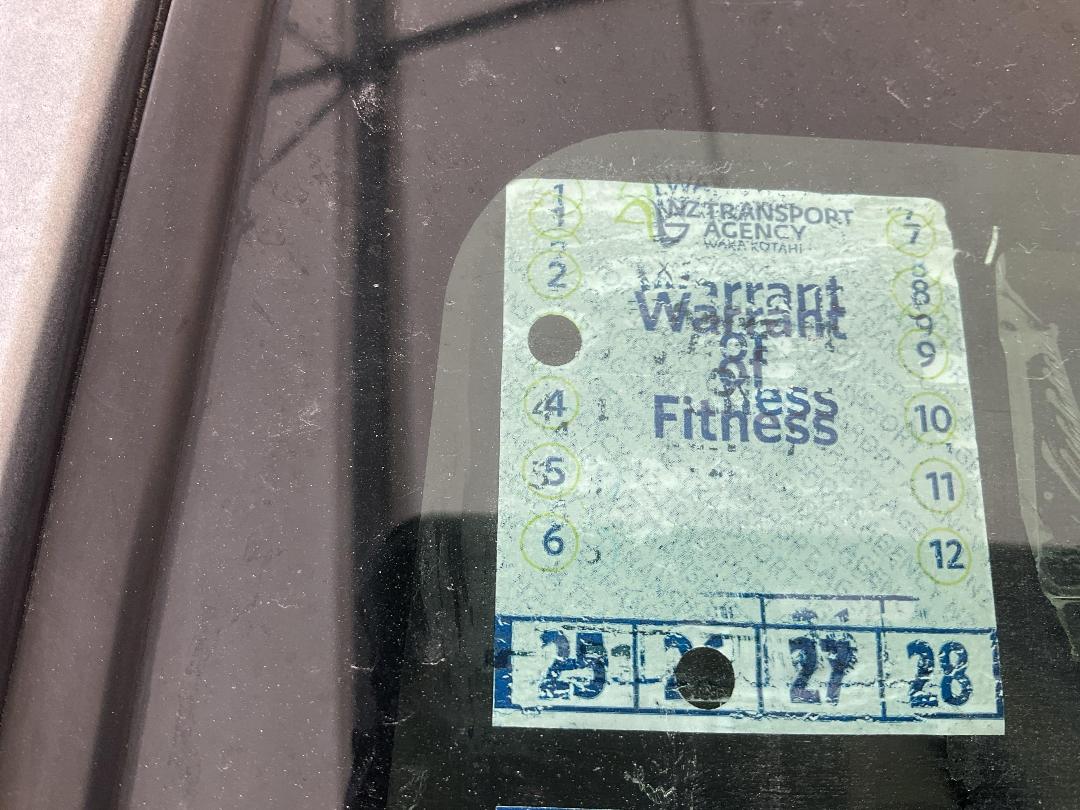 NZ TRANSPORT
AGENCY
WAKA KOTAHI
Warrant
of
Fitness
1
2
4
5
6
7
8
9
10
11
12
25 27 28